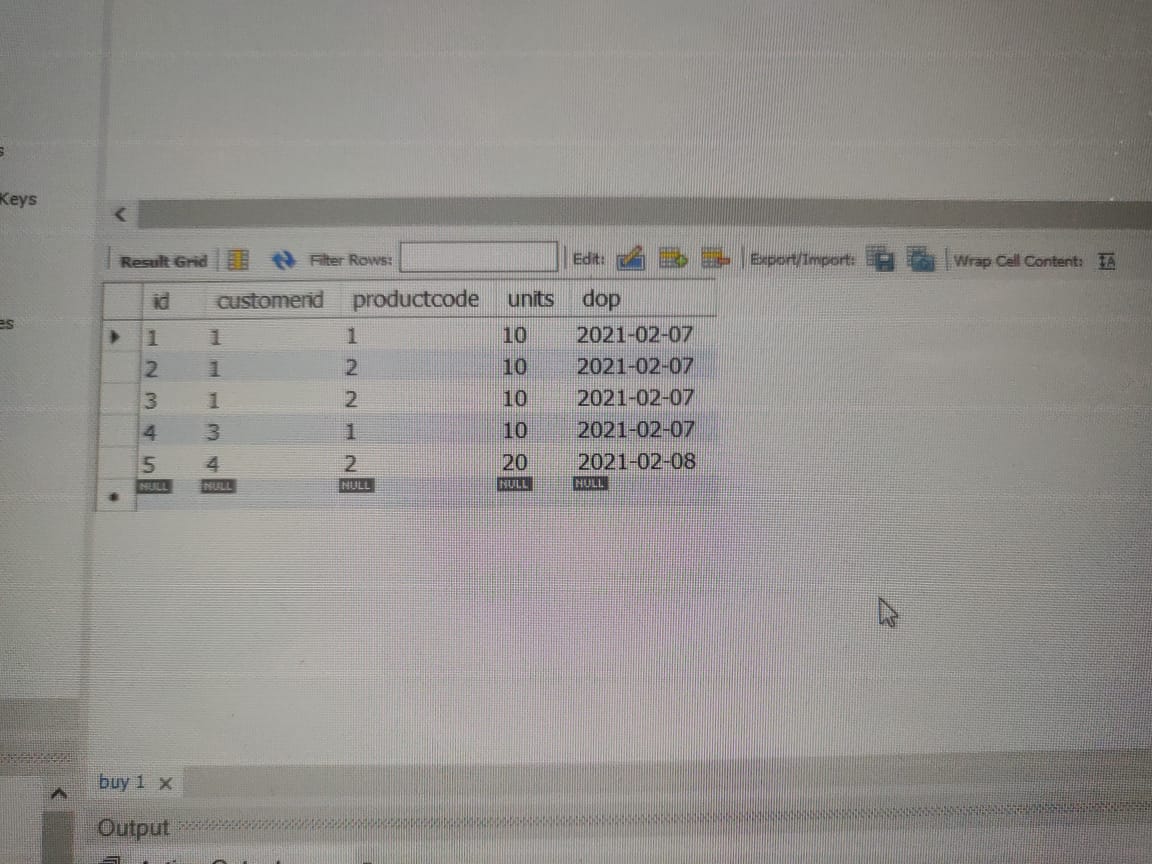 Keys
Result Grid Filter Rows: Edit: Export/Import: Wrap Cell Content:
id customerid productcode units dop
1 1 1 10 2021-02-07
2 1 2 10 2021-02-07
3 1 2 10 2021-02-07
4 3 1 10 2021-02-07
5 4 2 20 2021-02-08
NULL NULL NULL NULL NULL
buy 1
Output